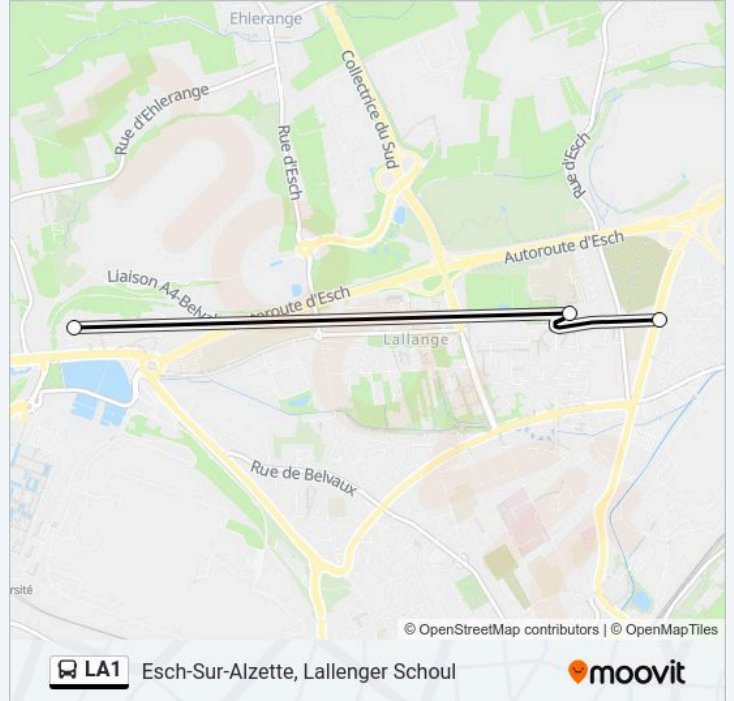 Ehlerange
Collectrice du Sud
Rue d'Ehlerange
Rue d'Esch
Rue d'Esch
Autoroute d'Esch
Liaison A4-Belval
Autoroute d'Esch
Lallange
Rue de Belvaux
rsité
© OpenStreetMap contributors | © OpenMapTiles
LA1 Esch-Sur-Alzette, Lallenger Schoul moovit